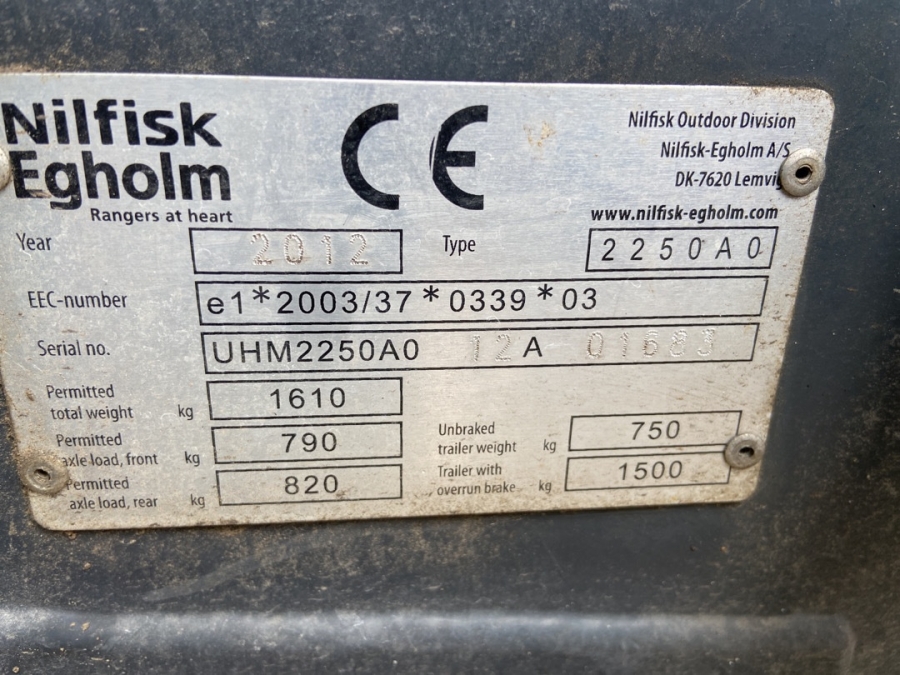 Nilfisk
Egholm
Rangers at heart
CE
Nilfisk Outdoor Division
Nilfisk-Egholm A/S
DK-7620 Lemvig
www.nilfisk-egholm.com
Year 2012 Type 2250A0
EEC-number e1*2003/37*0339*03
Serial no. UHM2250A0 12 A
Permitted
total weight kg 1610
Permitted
axle load, front kg 790
Permitted
axle load, rear kg 820
Unbraked
trailer weight kg 750
Trailer with
overrun brake kg 1500